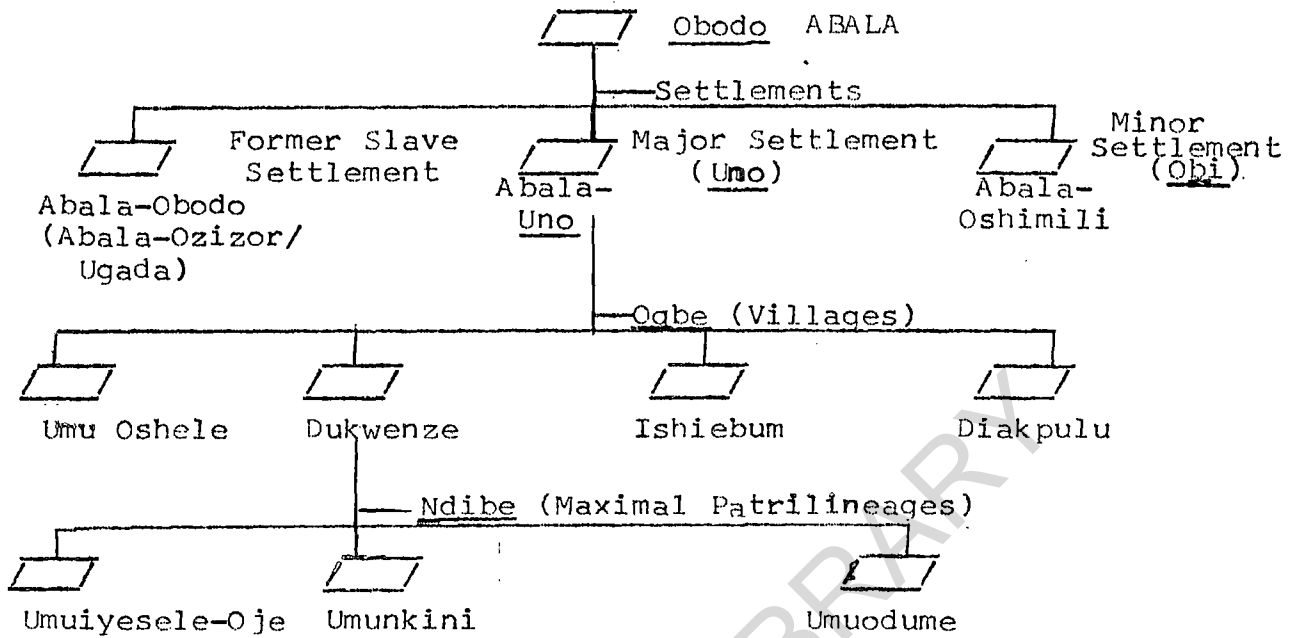 Obodo ABALA
Settlements
Former Slave
Settlement
Major Settlement
(Uno)
Minor
Settlement
(Obi)
Abala-Obodo
(Abala-Ozizor/
Ugada)
Abala-
Uno
Abala-
Oshimili
Ogbe (Villages)
Umu Oshele
Dukwenze
Ishiebum
Diakpulu
Ndibe (Maximal Patrilineages)
Umuiyesele-Oje
Umunkini
Umuodume
BRARY